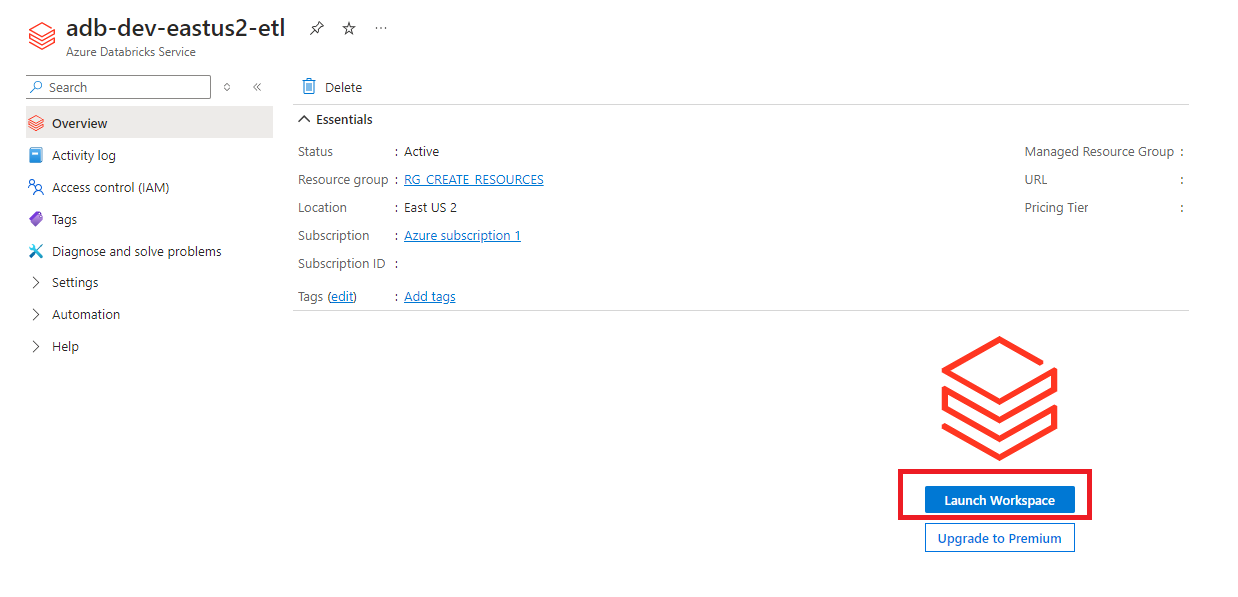 adb-dev-eastus2-etl
Azure Databricks Service
Search
Overview
Activity log
Access control (IAM)
Tags
Diagnose and solve problems
Settings
Automation
Help
Delete
Essentials
Status : Active
Resource group : RG_CREATE_RESOURCES
Location : East US 2
Subscription : Azure subscription 1
Subscription ID :
Tags (edit) : Add tags
Managed Resource Group :
URL :
Pricing Tier :
Launch Workspace
Upgrade to Premium